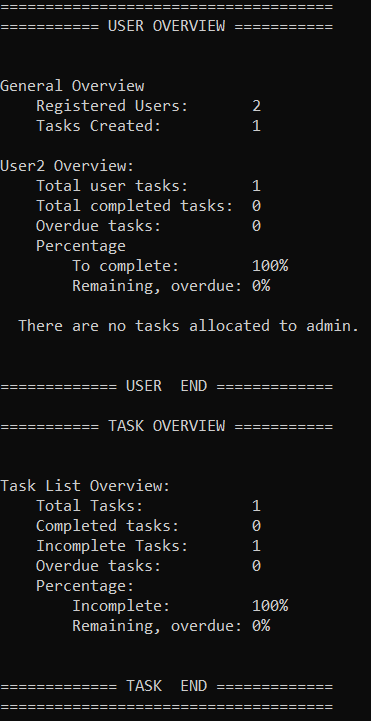 =====================================
=========== USER OVERVIEW ===========
General Overview
    Registered Users:       2
    Tasks Created:          1
User2 Overview:
    Total user tasks:       1
    Total completed tasks:  0
    Overdue tasks:          0
    Percentage
        To complete:        100%
        Remaining, overdue: 0%
  There are no tasks allocated to admin.
============= USER  END =============
=========== TASK OVERVIEW ===========
Task List Overview:
    Total Tasks:            1
    Completed tasks:        0
    Incomplete Tasks:       1
    Overdue tasks:          0
    Percentage:
        Incomplete:         100%
        Remaining, overdue: 0%
============= TASK  END =============
=====================================